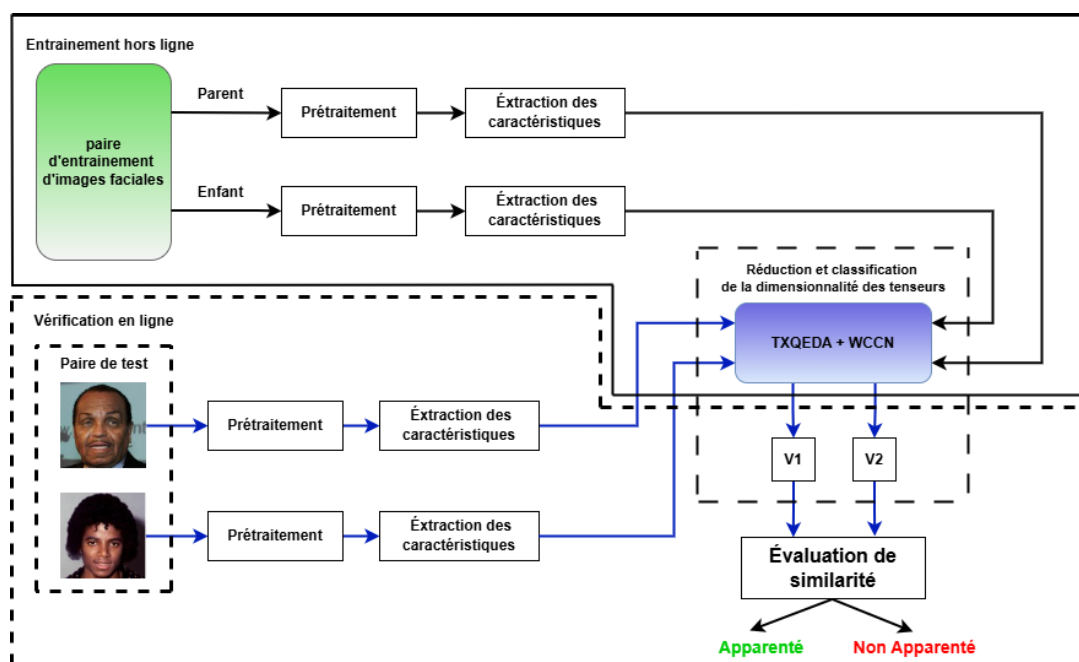 Entrainement hors ligne
paire
d'entrainement
d'images faciales
Parent
Prétraitement
Éxtraction des
caractéristiques
Enfant
Prétraitement
Éxtraction des
caractéristiques
Réduction et classification
de la dimensionnalité des tenseurs
TXQEDA + WCCN
Vérification en ligne
Paire de test
Prétraitement
Éxtraction des
caractéristiques
Prétraitement
Éxtraction des
caractéristiques
V1
V2
Évaluation de
similarité
Apparenté
Non Apparenté